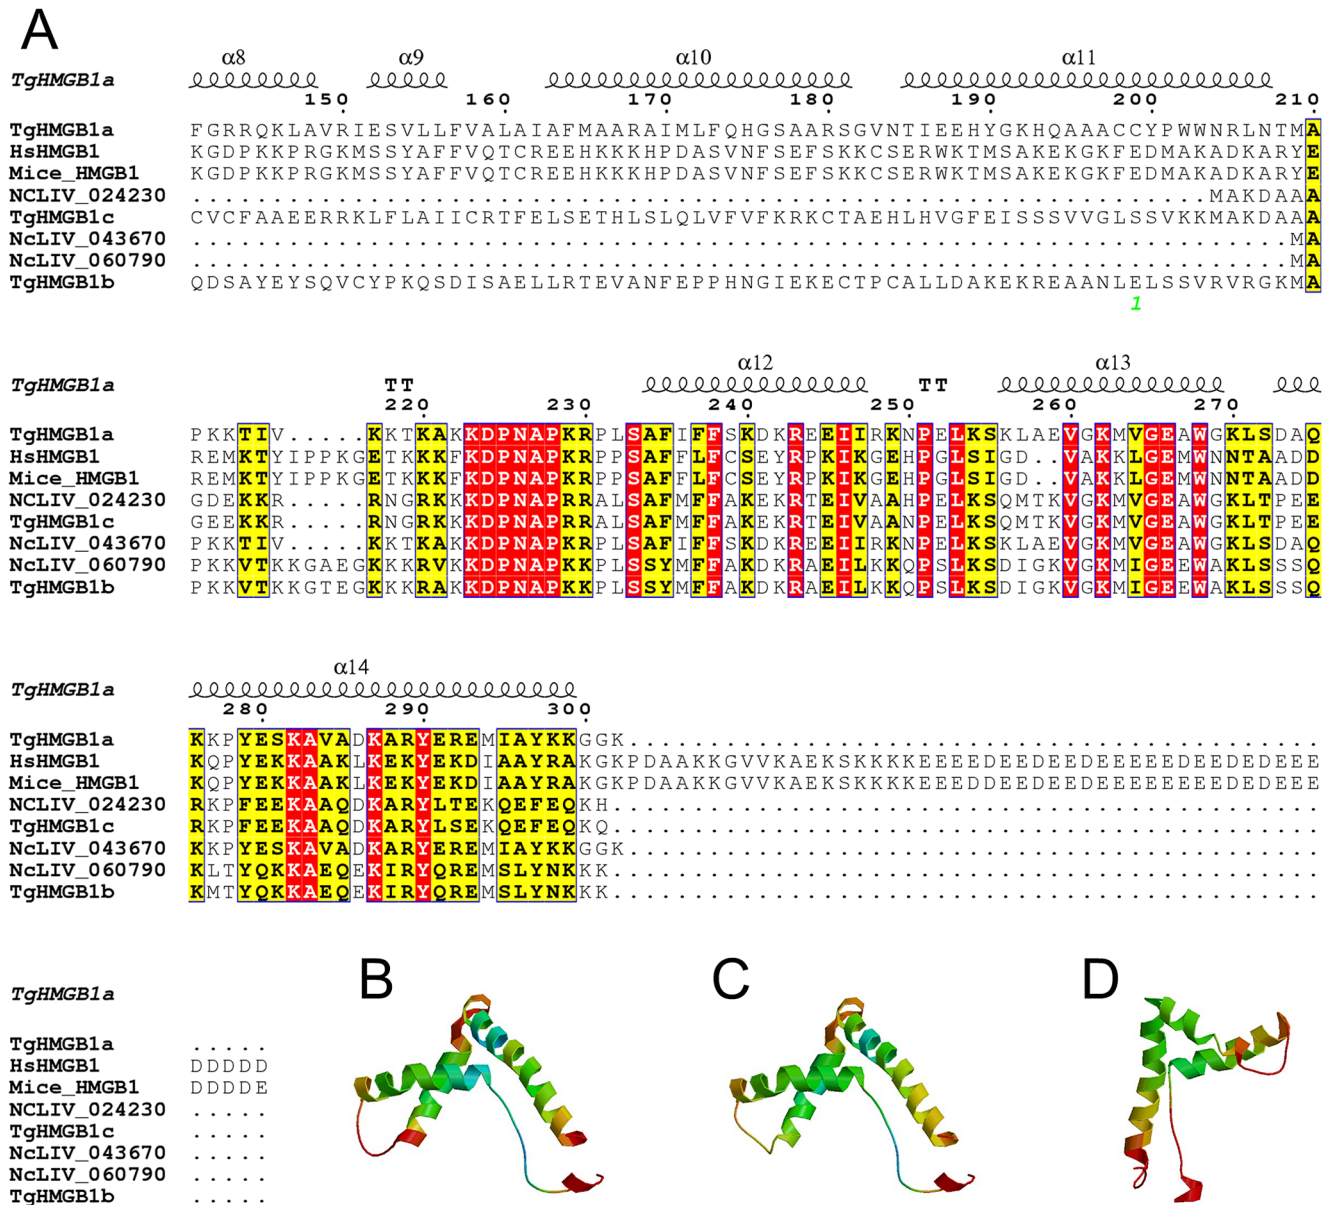 A
α8 α9 α10 α11
TgHMGB1a
150 160 170 180 190 200 210
TgHMGB1a FGRRQKLAVRIESVLLFVALAIAFMAARAIMLFQHGSAARSGVNTIEEHYGKHQAAACCYPWWNRLNTMA
HsHMGB1 KGDPKKPRGKMSSYAFFVQTCREEHKKKHPDASVNFSEFSKKCSERWKTMSAKEKGKFEDMAKADKARYE
Mice_HMGB1 KGDPKKPRGKMSSYAFFVQTCREEHKKKHPDASVNFSEFSKKCSERWKTMSAKEKGKFEDMAKADKARYE
NCLIV_024230 ...............................................................MAKDAAA
TgHMGB1c CVCFAAEERRKLFLAIICRTFELSETHLSLQLVFVFKRKCTAEHLHVGFEISSSVVGLSSVKKMAKDAAA
NcLIV_043670 ....................................................................MA
NcLIV_060790 ....................................................................MA
TgHMGB1b QDSAYEYSQVCYPKQSDISAELLRTEVANFEPPHNGIEKECTPCALLDAKEKREAANLELSSVRVRGKMA
1
α12 α13
TgHMGB1a TT TT
220 230 240 250 260 270
TgHMGB1a PKKTIV.....KKTKAKKDPNAPKRPLSAFIFFSKDKREEIIRKNPELKSKLAEVGKMVGEAWGKLSDAQ
HsHMGB1 REMKTYIPPKGETKKKFKDPNAPKRPPSAFFLFCSEYRPKIKGEHPGLSIGD..VAKKLGEMWNNTAADD
Mice_HMGB1 REMKTYIPPKGETKKKFKDPNAPKRPPSAFFLFCSEYRPKIKGEHPGLSIGD..VAKKLGEMWNNTAADD
NCLIV_024230 GDEKKR.....RNGRKKKDPNAPKRALSAFMFFAKEKRTEIVAAHPELKSQMTKVGKMVGEAWGKLTPEE
TgHMGB1c GEEKKR.....RNGRKKKDPNAPRRALSAFMFFAKEKRTEIVAANPELKSQMTKVGKMVGEAWGKLTPEE
NcLIV_043670 PKKTIV.....KKTKAKKDPNAPKRPLSAFIFFSKDKREEIIRKNPELKSKLAEVGKMVGEAWGKLSDAQ
NcLIV_060790 PKKVTKKGAEGKKKRVKKDPNAPKKPLSSYMFFAKDKRAEILKKQPSLKSDIGKVGKMIGEAWAKLSSSQ
TgHMGB1b PKKVTKKGTEGKKKRAKKDPNAPKKPLSSYMFFAKDKRAEILKKQPSLKSDIGKVGKMIGEEWAKLSSSQ
α14
TgHMGB1a
280 290 300
TgHMGB1a KKPYESKAVADKARYEREMIAYKKGGK...........................................
HsHMGB1 KQPYEKKAAKLKEKYEKDIAAYRAKGKPDAAKKGVVKAEKSKKKKEEEEDEEDEEDEEEEEDEEDEDEEE
Mice_HMGB1 KQPYEKKAAKLKEKYEKDIAAYRAKGKPDAAKKGVVKAEKSKKKKEEEDDEEDEEDEEEEEEEEDEDEEE
NCLIV_024230 RKPFEEKAAQDKARYLTEKQEFEQKH............................................
TgHMGB1c RKPFEEKAAQDKARYLSEKQEFEQKQ............................................
NcLIV_043670 KKPYESKAVADKARYEREMIAYKKGGK...........................................
NcLIV_060790 KLTYQKKAEQEKIRYQREMSLYNKKK............................................
TgHMGB1b KMTYQKKAEQEKIRYQREMSLYNKKK............................................
B C D
TgHMGB1a
TgHMGB1a .....
HsHMGB1 DDDDD
Mice_HMGB1 DDDDE
NCLIV_024230 .....
TgHMGB1c .....
NcLIV_043670 .....
NcLIV_060790 .....
TgHMGB1b .....